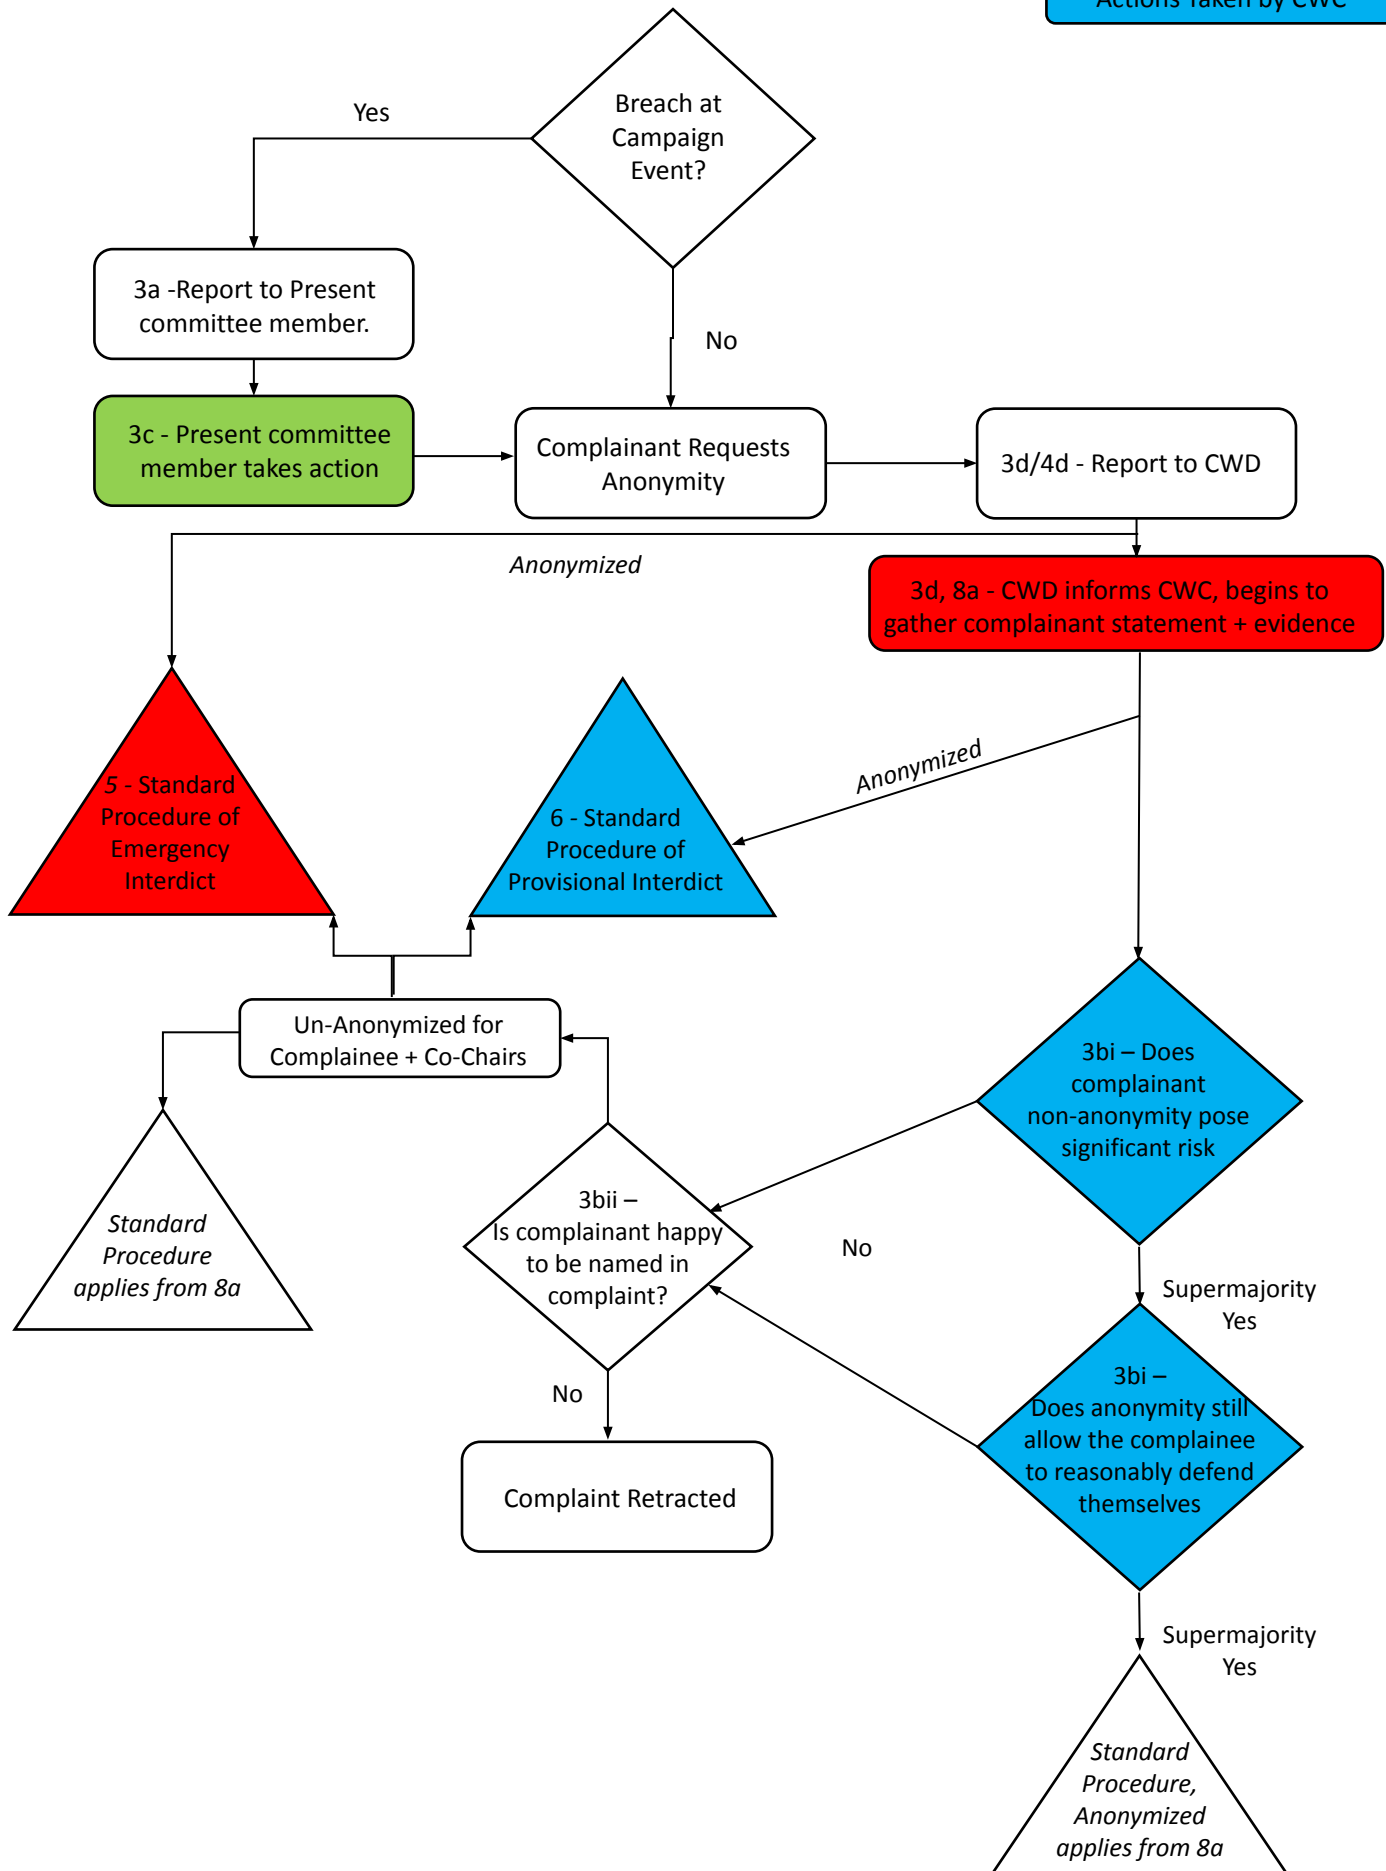 Actions Taken by CWC
Breach at
Campaign
Event?
Yes
No
3a -Report to Present
committee member.
3c - Present committee
member takes action
Complainant Requests
Anonymity
3d/4d - Report to CWD
Anonymized
3d, 8a - CWD informs CWC, begins to
gather complainant statement + evidence
5 - Standard
Procedure of
Emergency
Interdict
6 - Standard
Procedure of
Provisional Interdict
Anonymized
Un-Anonymized for
Complainee + Co-Chairs
3bi – Does
complainant
non-anonymity pose
significant risk
Standard
Procedure
applies from 8a
3bii –
Is complainant happy
to be named in
complaint?
No
Supermajority
Yes
3bi –
Does anonymity still
allow the complainee
to reasonably defend
themselves
No
Complaint Retracted
Supermajority
Yes
Standard
Procedure,
Anonymized
applies from 8a